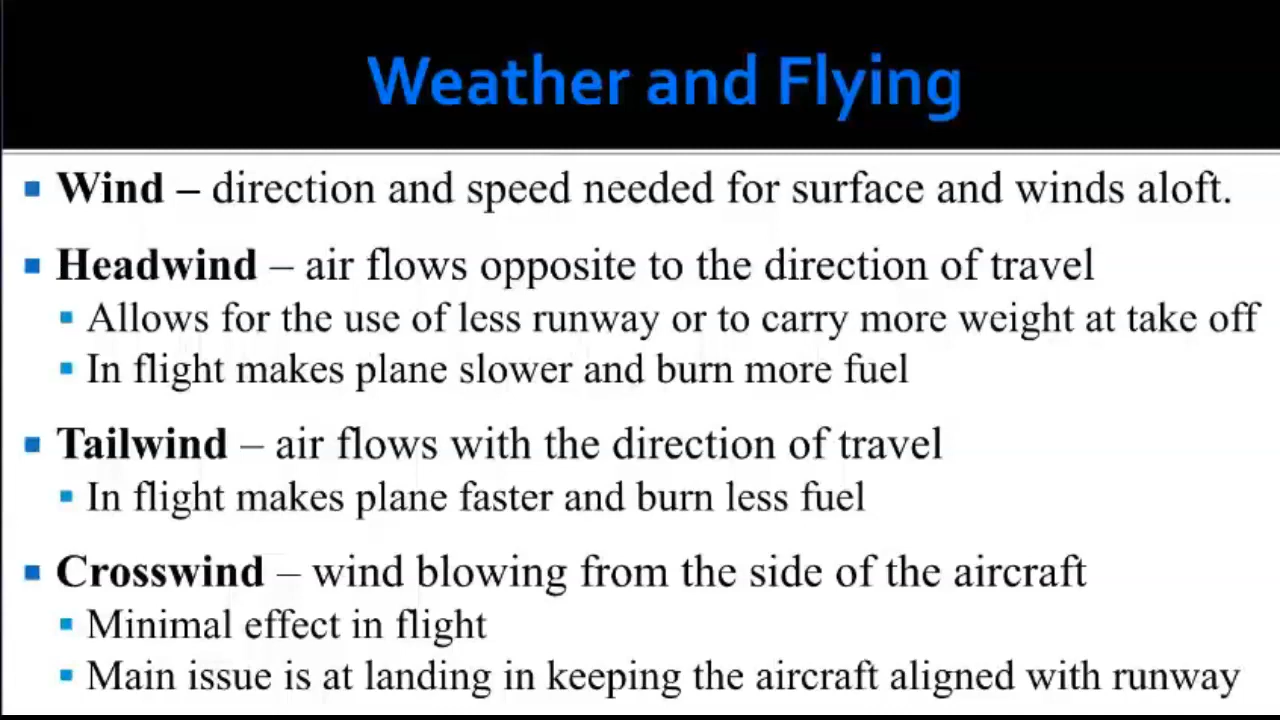 Weather and Flying
Wind – direction and speed needed for surface and winds aloft.
Headwind – air flows opposite to the direction of travel
Allows for the use of less runway or to carry more weight at take off
In flight makes plane slower and burn more fuel
Tailwind – air flows with the direction of travel
In flight makes plane faster and burn less fuel
Crosswind – wind blowing from the side of the aircraft
Minimal effect in flight
Main issue is at landing in keeping the aircraft aligned with runway